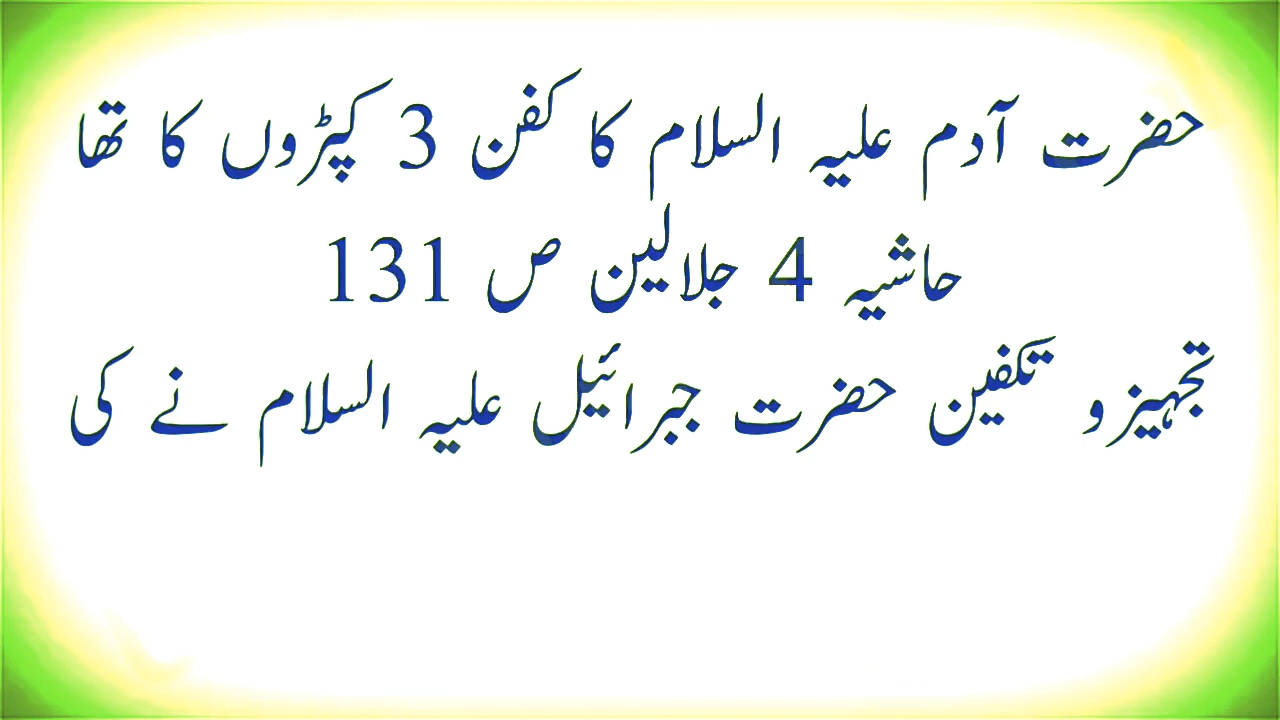 حضرت آدم علیہ السلام کا کفن 3 کپڑوں کا تھا
حاشیہ 4 جلالین ص 131
تجہیز و تکفین حضرت جبرائیل علیہ السلام نے کی